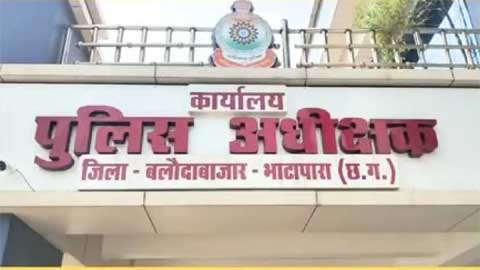 कार्यालय
पुलिस अधीक्षक
जिला - बलौदाबाजार - भाटापारा (छ.ग.)